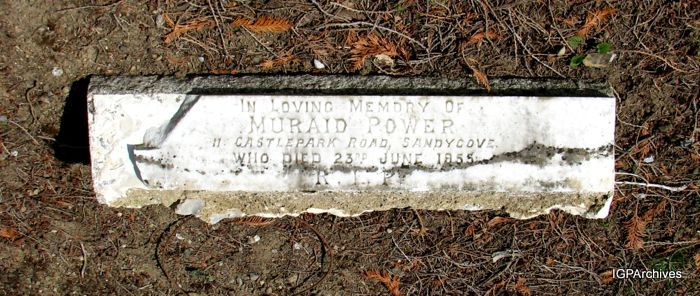 IN LOVING MEMORY OF
MURAID POWER
11 CASTLEPARK ROAD, SANDYCOVE.
WHO DIED 23RD JUNE 1955.
R.I.P.
IGPArchives